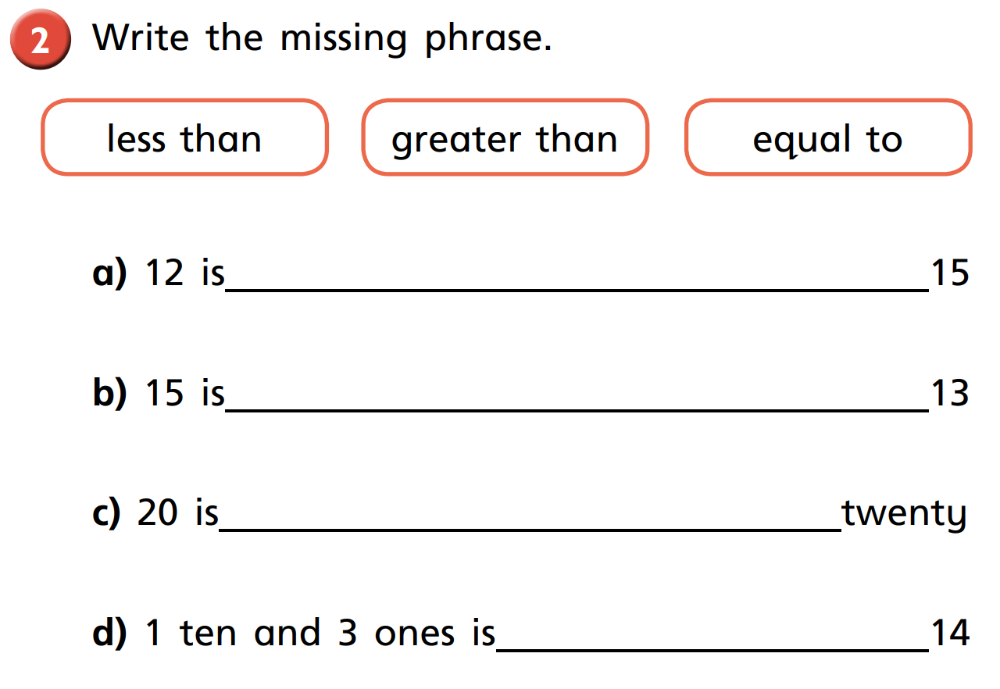 2 Write the missing phrase.
less than greater than equal to
a) 12 is 15
b) 15 is 13
c) 20 is twenty
d) 1 ten and 3 ones is 14